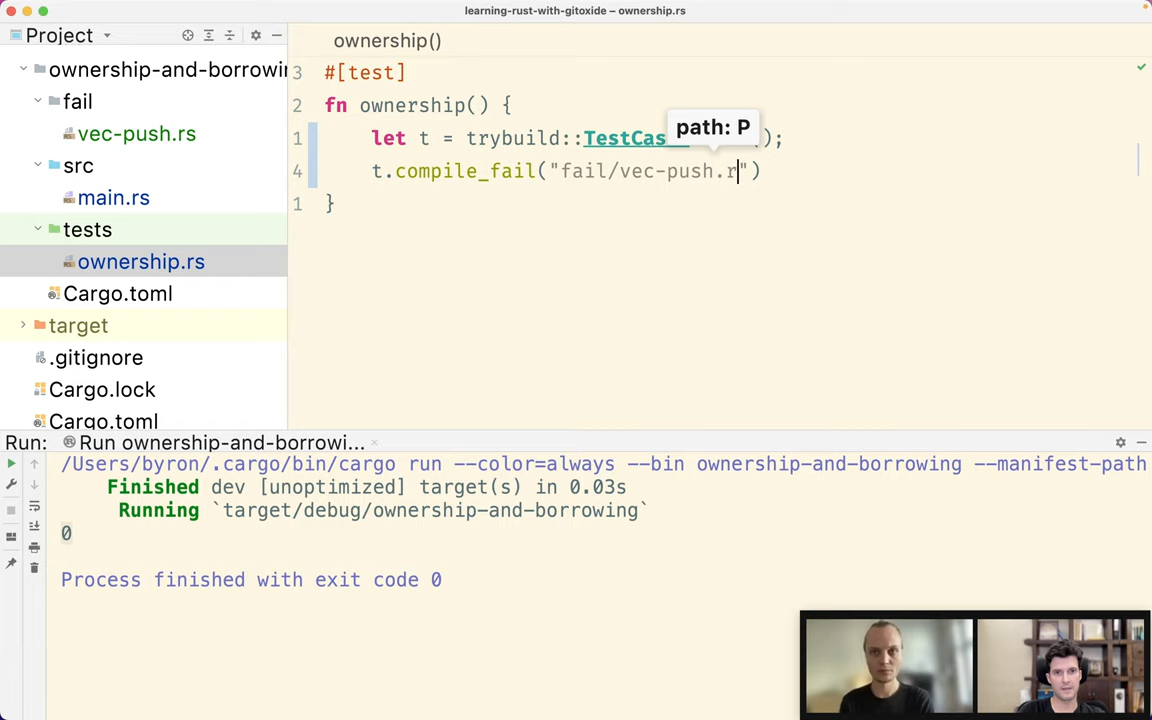 learning-rust-with-gitoxide – ownership.rs
Project
ownership-and-borrowin
fail
vec-push.rs
src
main.rs
tests
ownership.rs
Cargo.toml
target
.gitignore
Cargo.lock
Cargo.toml
ownership()
3 #[test]
2 fn ownership() {
path: P
1 let t = trybuild::TestCas );
4 t.compile_fail("fail/vec-push.r")
1 }
Run: Run ownership-and-borrowi...
/Users/byron/.cargo/bin/cargo run --color=always --bin ownership-and-borrowing --manifest-path
Finished dev [unoptimized] target(s) in 0.03s
Running `target/debug/ownership-and-borrowing`
0
Process finished with exit code 0